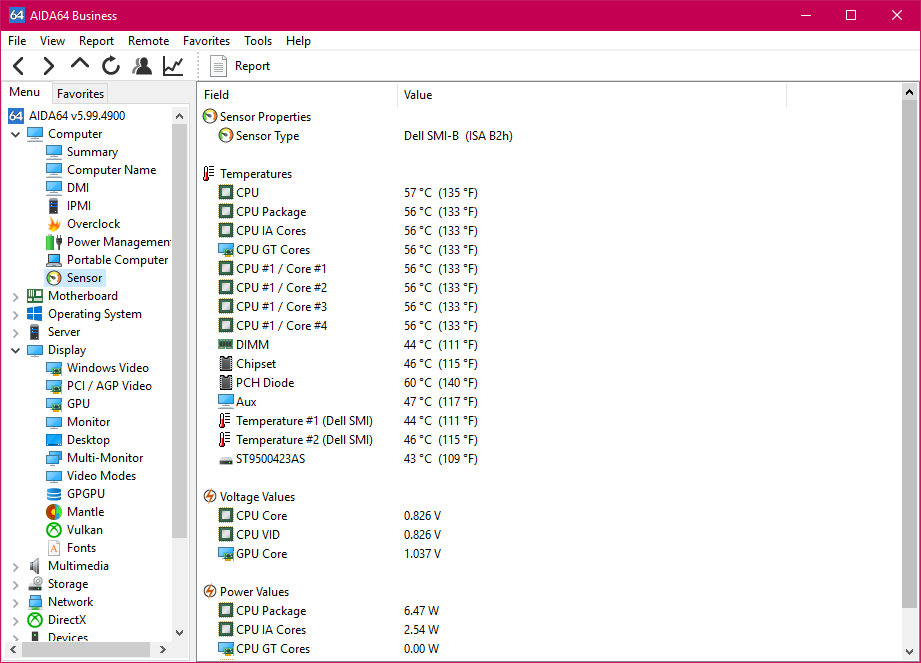 64 AIDA64 Business
File View Report Remote Favorites Tools Help
Report
Menu Favorites
64 AIDA64 v5.99.4900
Computer
Summary
Computer Name
DMI
IPMI
Overclock
Power Management
Portable Computer
Sensor
Motherboard
Operating System
Server
Display
Windows Video
PCI / AGP Video
GPU
Monitor
Desktop
Multi-Monitor
Video Modes
GPGPU
Mantle
Vulkan
A Fonts
Multimedia
Storage
Network
DirectX
Devices
Field Value
Sensor Properties
Sensor Type Dell SMI-B (ISA B2h)
Temperatures
CPU 57 °C (135 °F)
CPU Package 56 °C (133 °F)
CPU IA Cores 56 °C (133 °F)
CPU GT Cores 56 °C (133 °F)
CPU #1 / Core #1 56 °C (133 °F)
CPU #1 / Core #2 56 °C (133 °F)
CPU #1 / Core #3 56 °C (133 °F)
CPU #1 / Core #4 56 °C (133 °F)
DIMM 44 °C (111 °F)
Chipset 46 °C (115 °F)
PCH Diode 60 °C (140 °F)
Aux 47 °C (117 °F)
Temperature #1 (Dell SMI) 44 °C (111 °F)
Temperature #2 (Dell SMI) 46 °C (115 °F)
ST9500423AS 43 °C (109 °F)
Voltage Values
CPU Core 0.826 V
CPU VID 0.826 V
GPU Core 1.037 V
Power Values
CPU Package 6.47 W
CPU IA Cores 2.54 W
CPU GT Cores 0.00 W